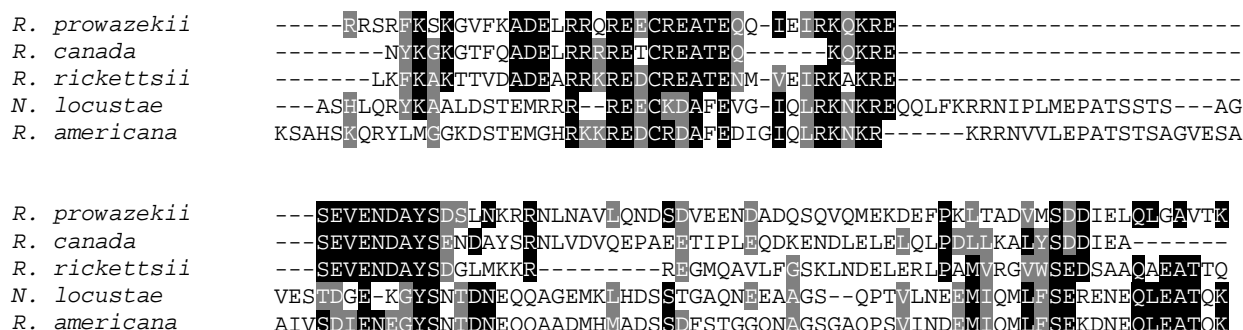 R. prowazekii -----RRSRFKSKGVFKADELRRQREECREATEQQ-IEIRKQKRE-------------------------
R. canada --------NYKGKGTFQADELRRRRETCREATEQ------KQKRE-------------------------
R. rickettsii -------LKFKAKTTVDADEARRKREDCREATENM-VEIRKAKRE-------------------------
N. locustae ---ASHLQRYKAALDSTEMRRR--REECKDAFEVG-IQLRKNKREQQLFKRRNIPLMEPATSSTS---AG
R. americana KSAHSKQRYLMGGKDSTEMGHRKKREDCRDAFEDIGIQLRKNKR------KRRNVVLEPATSTSAGVESA
R. prowazekii ---SEVENDAYSDSLNKRRNLNAVLQNDSDVEENDADQSQVQMEKDEFPKLTADVMSDDIELQLGAVTK
R. canada ---SEVENDAYSENDAYSRNLVDVQEPAEETIPLEQDKENDLELELQLPDLLKALYSDDIEA-------
R. rickettsii ---SEVENDAYSDGLMKKR---------REGMQAVLFGSKLNDELERLPAMVRGVWSEDSAAQAEATTQ
N. locustae VESTDGE-KGYSNTDNEQQAGEMKLHDSSTGAQNEEAAGS--QPTVLNEEMIQMLFSERENEQLEATQK
R. americana AIVSDIENEGYSNTDNEQQAADMHMADSSDFSTGGQNAGSGAQPSVINDEMIQMLFSEKDNEQLEATQK